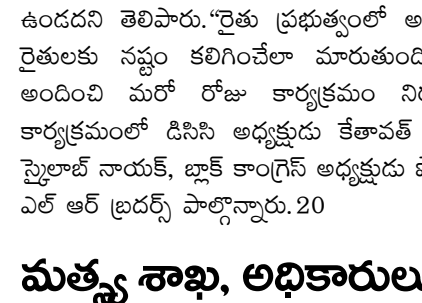 ఉండదని తెలిపారు.“రైతు ప్రభుత్వంలో
రైతులకు నష్టం కలిగించేలా మారుతుంది
అందించి మరో రోజు కార్యక్రమం
కార్యక్రమంలో డిసిసి అధ్యక్షుడు కేతావత్
స్కైలాబ్ నాయక్, బ్లాక్ కాంగ్రెస్ అధ్యక్షుడు
ఎల్ ఆర్ బ్రదర్స్ పాల్గొన్నారు.20
మత్స్య శాఖ, అధికారులు